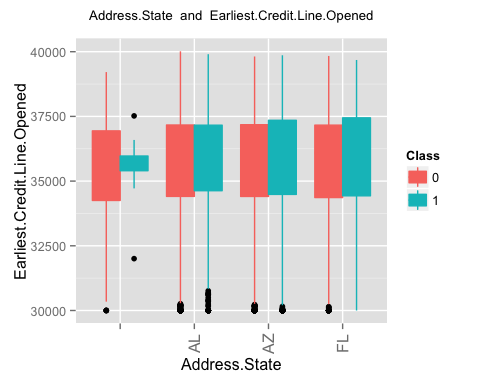 Address.State and Earliest.Credit.Line.Opened
Earliest.Credit.Line.Opened
40000
37500
35000
32500
30000
AL
AZ
FL
Address.State
Class
0
1